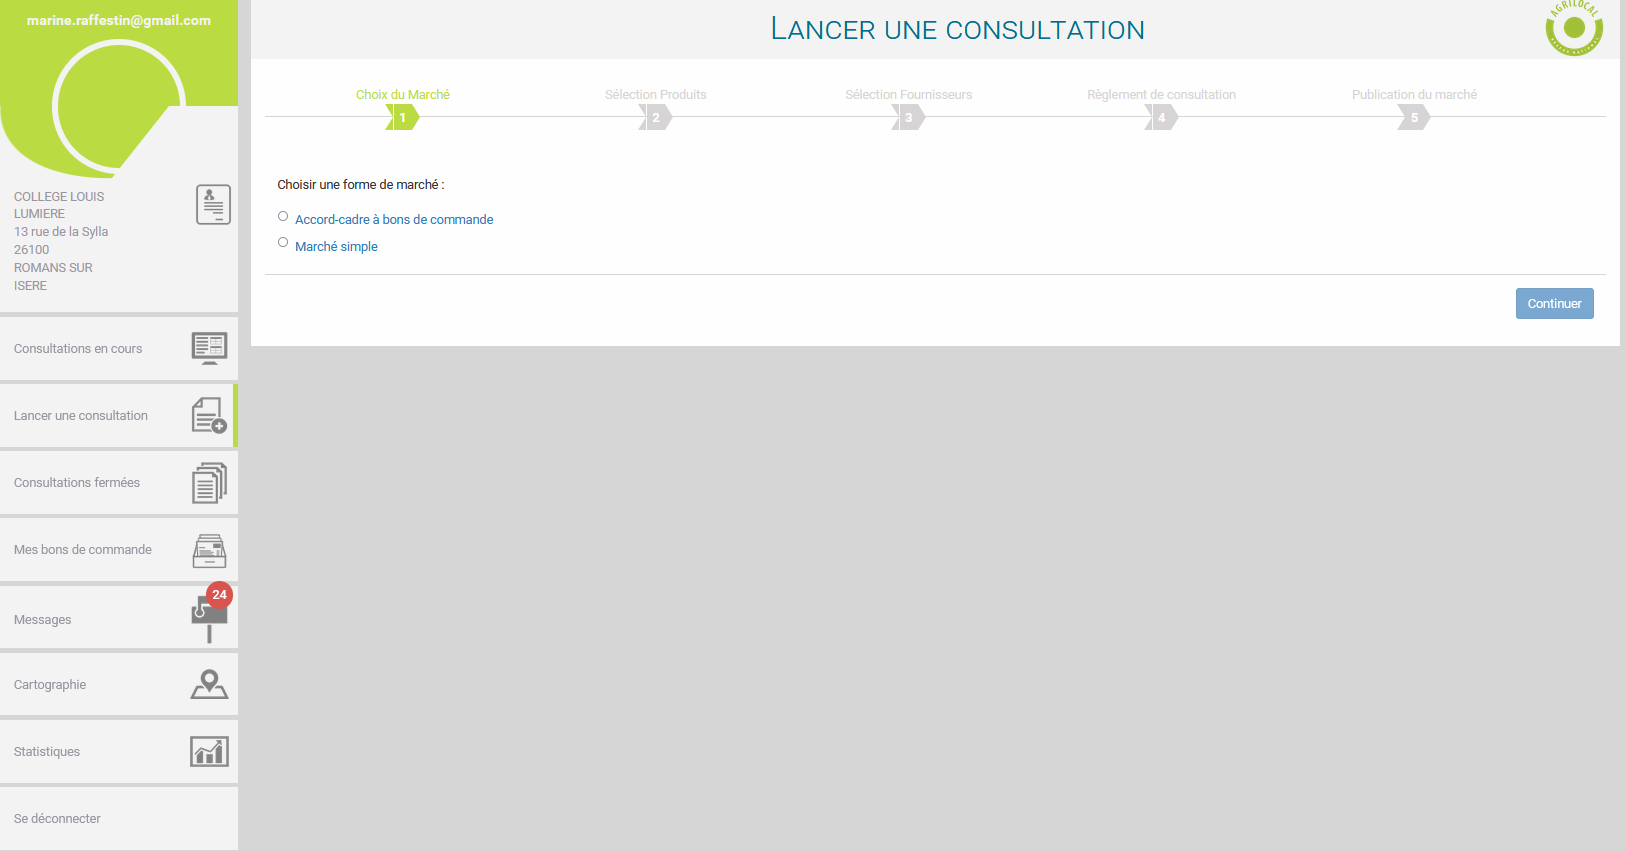 marine.raffestin@gmail.com
COLLEGE LOUIS
LUMIERE
13 rue de la Sylla
26100
ROMANS SUR
ISERE
Consultations en cours
Lancer une consultation
Consultations fermées
Mes bons de commande
24
Messages
Cartographie
Statistiques
Se déconnecter
LANCER UNE CONSULTATION
AGRILOCAL
Choix du Marché
1
Sélection Produits
2
Sélection Fournisseurs
3
Règlement de consultation
4
Publication du marché
5
Choisir une forme de marché :
Accord-cadre à bons de commande
Marché simple
Continuer